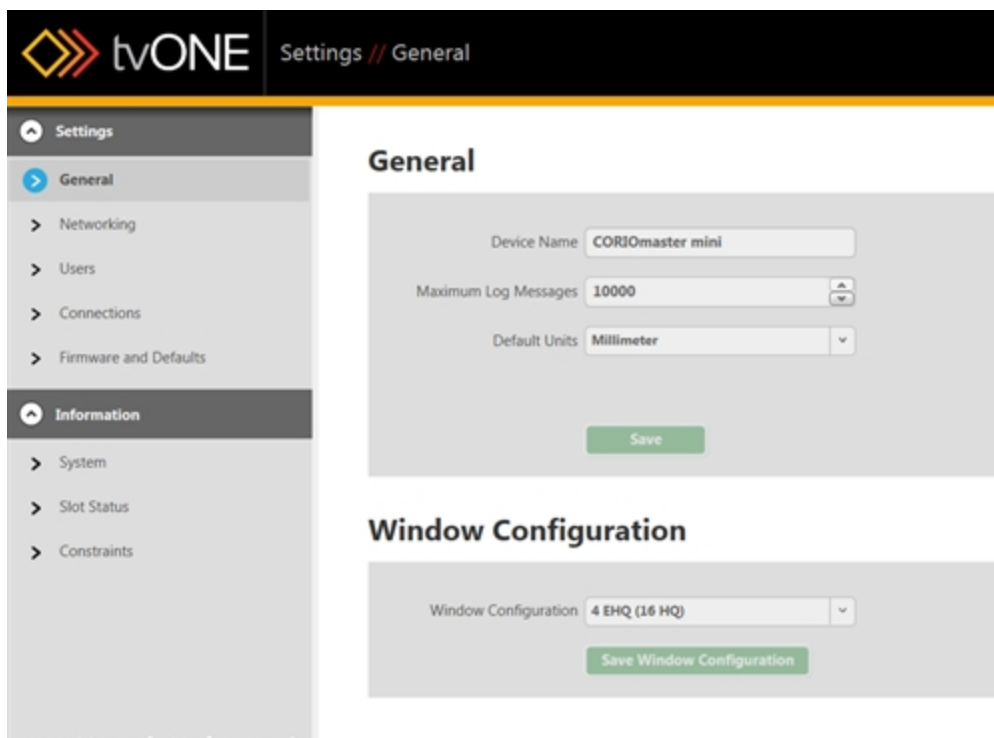 tvONE
Settings // General
Settings
General
Networking
Users
Connections
Firmware and Defaults
Information
System
Slot Status
Constraints
General
Device Name CORIOmaster mini
Maximum Log Messages 10000
Default Units Millimeter
Save
Window Configuration
Window Configuration 4 EHQ (16 HQ)
Save Window Configuration